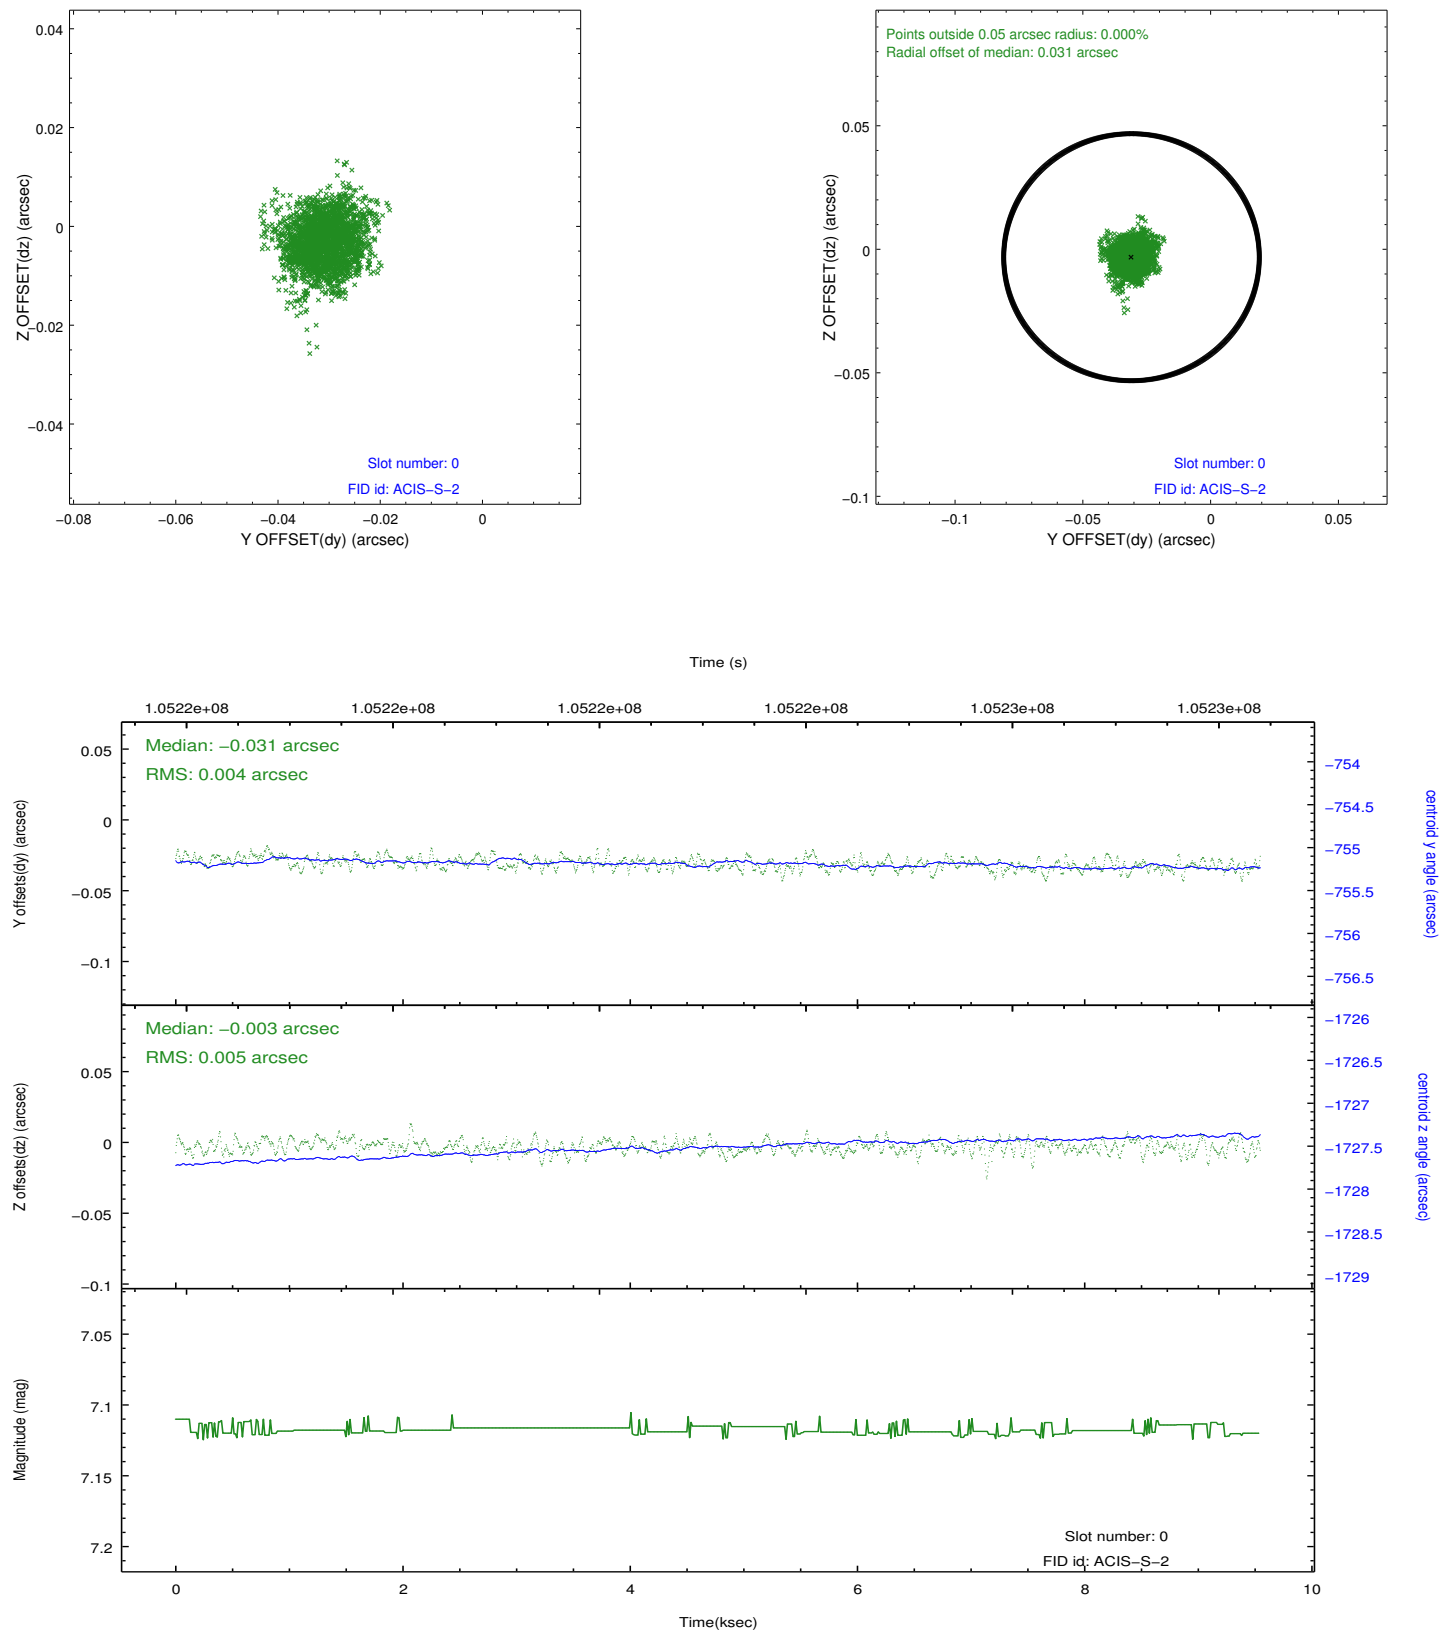 0.04
0.02
0
−0.02
−0.04
Z OFFSET(dz) (arcsec)
Slot number: 0
FID id: ACIS−S−2
−0.08
−0.06
−0.04
−0.02
0
Y OFFSET(dy) (arcsec)
Points outside 0.05 arcsec radius: 0.000%
Radial offset of median: 0.031 arcsec
0.05
0
−0.05
−0.1
Z OFFSET(dz) (arcsec)
Slot number: 0
FID id: ACIS−S−2
−0.1
−0.05
0
0.05
Y OFFSET(dy) (arcsec)
Time (s)
1.0522e+08
1.0522e+08
1.0522e+08
1.0522e+08
1.0523e+08
1.0523e+08
Median: −0.031 arcsec
RMS: 0.004 arcsec
0.05
0
−0.05
−0.1
Y offsets(dy) (arcsec)
−754
−754.5
−755
−755.5
−756
−756.5
centroid y angle (arcsec)
Median: −0.003 arcsec
RMS: 0.005 arcsec
0.05
0
−0.05
−0.1
Z offsets(dz) (arcsec)
−1726
−1726.5
−1727
−1727.5
−1728
−1728.5
−1729
centroid z angle (arcsec)
7.05
7.1
7.15
7.2
Magnitude (mag)
Slot number: 0
FID id: ACIS−S−2
0
2
4
6
8
10
Time(ksec)